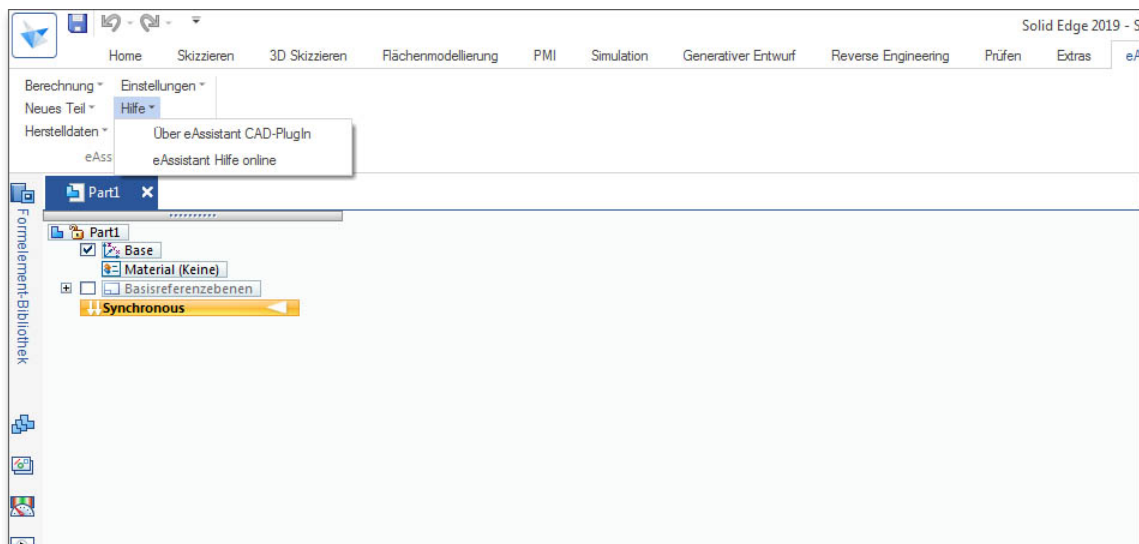 Solid Edge 2019 - S
Home Skizzieren 3D Skizzieren Flächenmodellierung PMI Simulation Generativer Entwurf Reverse Engineering Prüfen Extras eA
Berechnung Einstellungen
Neues Teil Hilfe
Herstelldaten Über eAssistant CAD-PlugIn
eAss eAssistant Hilfe online
Part1
Formelement-Bibliothek
Part1
Base
Material (Keine)
Basisreferenzebenen
Synchronous